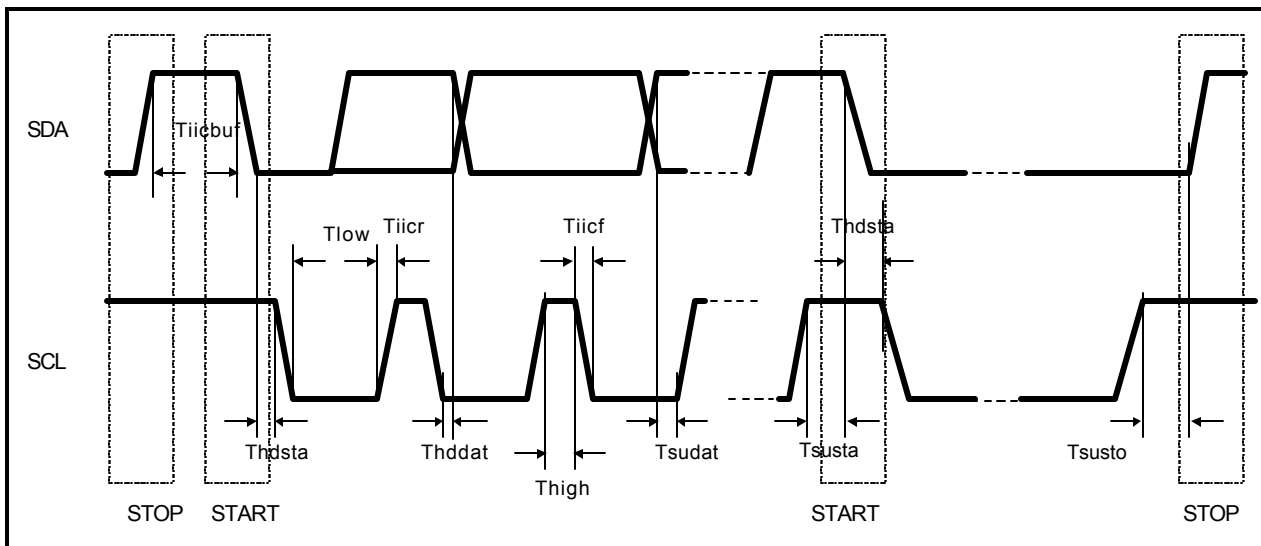 SDA
Tiicbuf
Tlow
Tiicr
Tiicf
Thdsta
SCL
Thdsta
Thddat
Thigh
Tsudat
Tsusta
Tsusto
STOP
START
START
STOP